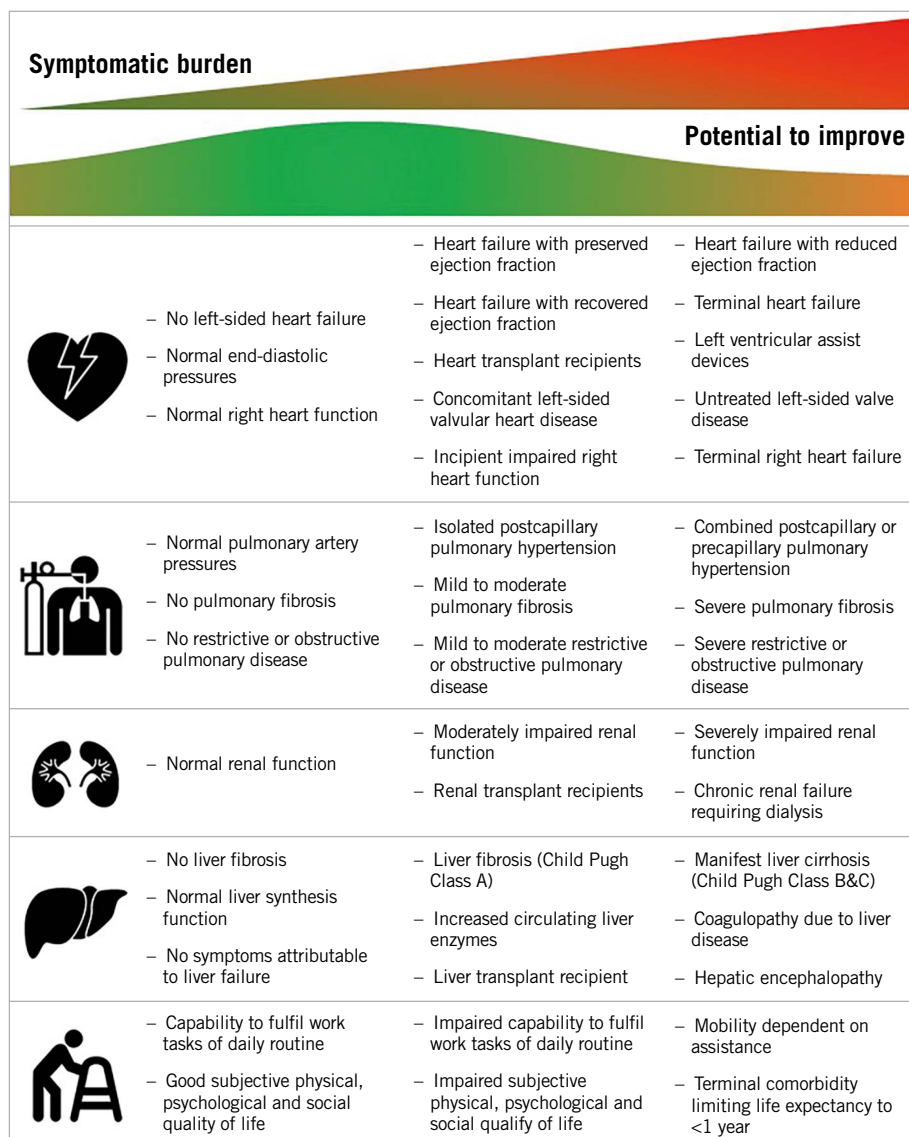 Symptomatic burden
Potential to improve
– No left-sided heart failure
– Normal end-diastolic
pressures
– Normal right heart function
– Heart failure with preserved
ejection fraction
– Heart failure with recovered
ejection fraction
– Heart transplant recipients
– Concomitant left-sided
valvular heart disease
– Incipient impaired right
heart function
– Heart failure with reduced
ejection fraction
– Terminal heart failure
– Left ventricular assist
devices
– Untreated left-sided valve
disease
– Terminal right heart failure
– Normal pulmonary artery
pressures
– No pulmonary fibrosis
– No restrictive or obstructive
pulmonary disease
– Isolated postcapillary
pulmonary hypertension
– Mild to moderate
pulmonary fibrosis
– Mild to moderate restrictive
or obstructive pulmonary
disease
– Combined postcapillary or
precapillary pulmonary
hypertension
– Severe pulmonary fibrosis
– Severe restrictive or
obstructive pulmonary
disease
– Normal renal function
– Moderately impaired renal
function
– Renal transplant recipients
– Severely impaired renal
function
– Chronic renal failure
requiring dialysis
– No liver fibrosis
– Normal liver synthesis
function
– No symptoms attributable
to liver failure
– Liver fibrosis (Child Pugh
Class A)
– Increased circulating liver
enzymes
– Liver transplant recipient
– Manifest liver cirrhosis
(Child Pugh Class B&C)
– Coagulopathy due to liver
disease
– Hepatic encephalopathy
– Capability to fulfil work
tasks of daily routine
– Good subjective physical,
psychological and social
quality of life
– Impaired capability to fulfil
work tasks of daily routine
– Impaired subjective
physical, psychological and
social qualify of life
– Mobility dependent on
assistance
– Terminal comorbidity
limiting life expectancy to
<1 year